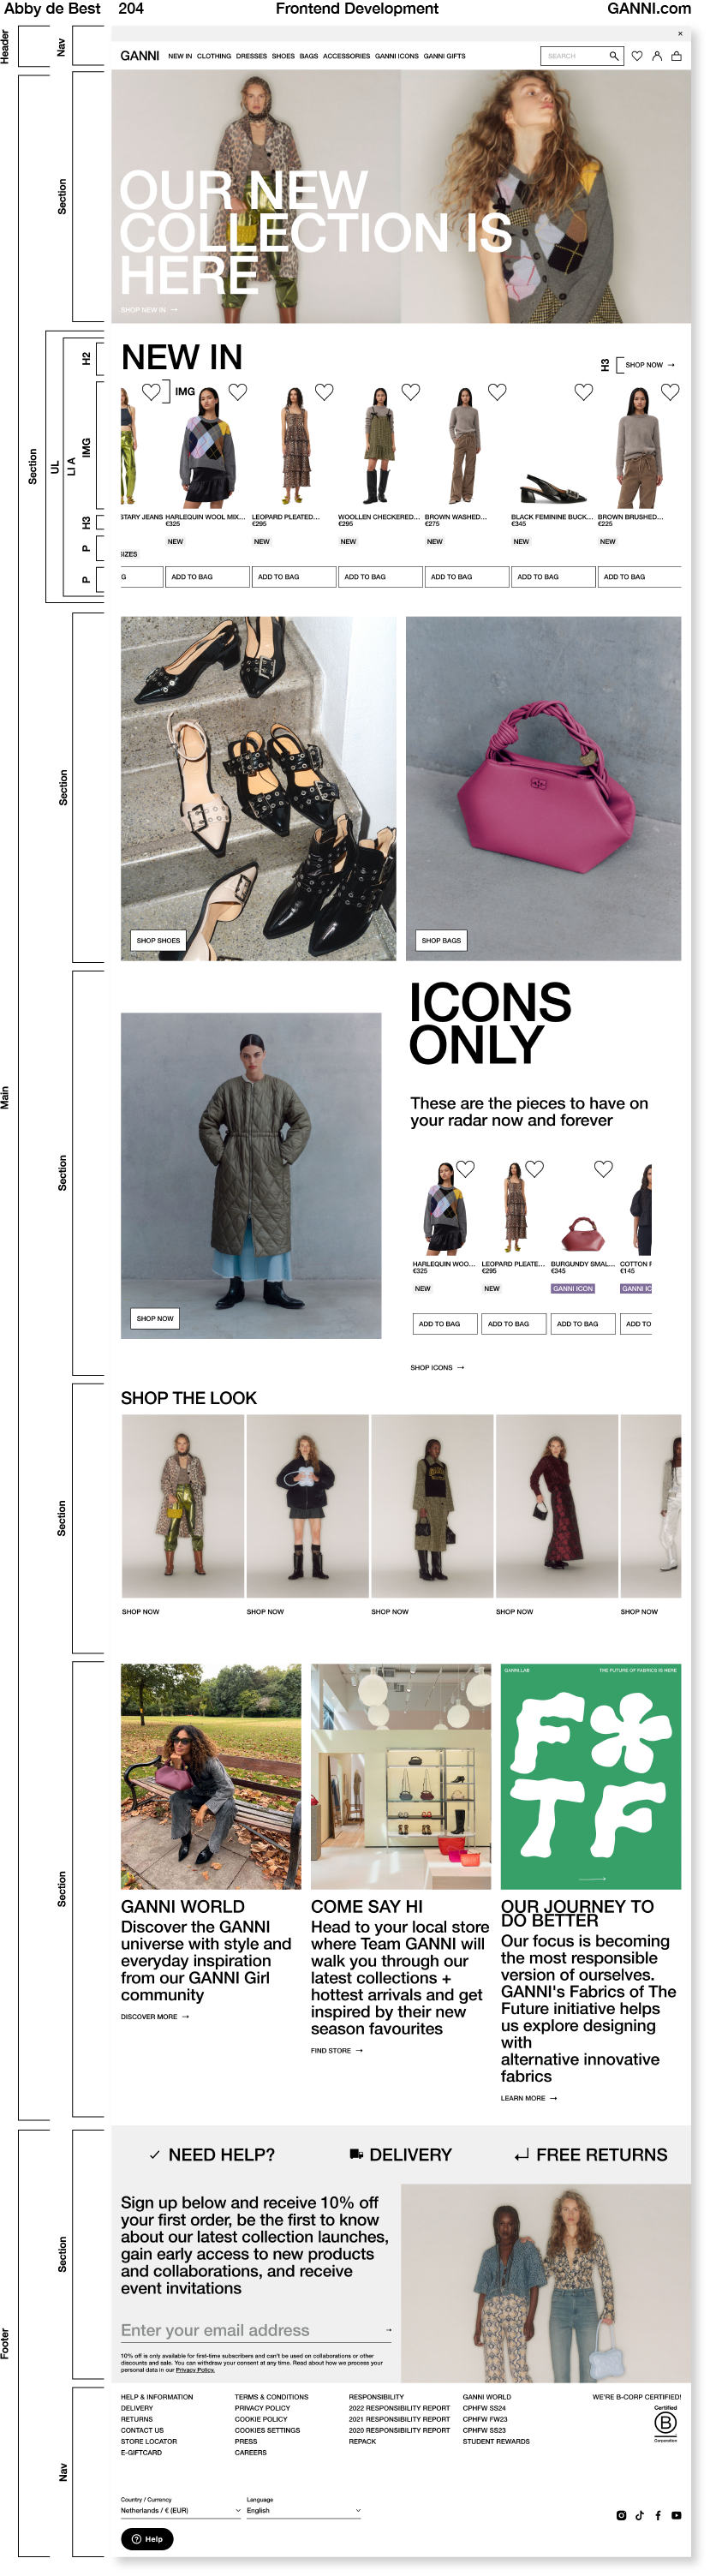 Abby de Best 204 Frontend Development GANNI.com
Header
Nav
×
GANNI NEW IN CLOTHING DRESSES SHOES BAGS ACCESSORIES GANNI ICONS GANNI GIFTS SEARCH
Section
OUR NEW
COLLECTION IS
HERE
SHOP NEW IN →
Main
Section
UL
LI A
H2
NEW IN
H3
SHOP NOW →
IMG
IMG
H3
STARY JEANS HARLEQUIN WOOL MIX... LEOPARD PLEATED... WOOLLEN CHECKERED... BROWN WASHED... BLACK FEMININE BUCK... BROWN BRUSHED...
€325 €295 €295 €275 €345 €225
P
NEW NEW NEW NEW NEW NEW
SIZES
P
G ADD TO BAG ADD TO BAG ADD TO BAG ADD TO BAG ADD TO BAG ADD TO BAG
Section
SHOP SHOES SHOP BAGS
Section
ICONS
ONLY
These are the pieces to have on
your radar now and forever
HARLEQUIN WOO... LEOPARD PLEATE... BURGUNDY SMAL... COTTON F
€325 €295 €345 €145
NEW NEW GANNI ICON GANNI IC
ADD TO BAG ADD TO BAG ADD TO BAG ADD TO
SHOP NOW
SHOP ICONS →
Section
SHOP THE LOOK
SHOP NOW SHOP NOW SHOP NOW SHOP NOW SHOP NOW
Section
GANNI.LAB THE FUTURE OF FABRICS IS HERE
F
TF
GANNI WORLD
Discover the GANNI
universe with style and
everyday inspiration
from our GANNI Girl
community
DISCOVER MORE →
COME SAY HI
Head to your local store
where Team GANNI will
walk you through our
latest collections +
hottest arrivals and get
inspired by their new
season favourites
FIND STORE →
OUR JOURNEY TO
DO BETTER
Our focus is becoming
the most responsible
version of ourselves.
GANNI's Fabrics of The
Future initiative helps
us explore designing
with
alternative innovative
fabrics
LEARN MORE →
Footer
Section
NEED HELP? DELIVERY FREE RETURNS
Sign up below and receive 10% off
your first order, be the first to know
about our latest collection launches,
gain early access to new products
and collaborations, and receive
event invitations
Enter your email address →
10% off is only available for first-time subscribers and can't be used on collaborations or other
discounts and sale. You can withdraw your consent at any time. Read about how we process your
personal data in our Privacy Policy.
Nav
HELP & INFORMATION
DELIVERY
RETURNS
CONTACT US
STORE LOCATOR
E-GIFTCARD
TERMS & CONDITIONS
PRIVACY POLICY
COOKIE POLICY
COOKIES SETTINGS
PRESS
CAREERS
RESPONSIBILITY
2022 RESPONSIBILITY REPORT
2021 RESPONSIBILITY REPORT
2020 RESPONSIBILITY REPORT
REPACK
GANNI WORLD
CPHFW SS24
CPHFW FW23
CPHFW SS23
STUDENT REWARDS
WE'RE B-CORP CERTIFIED!
Certified
B
Corporation
Country / Currency Language
Netherlands / € (EUR) English
Help